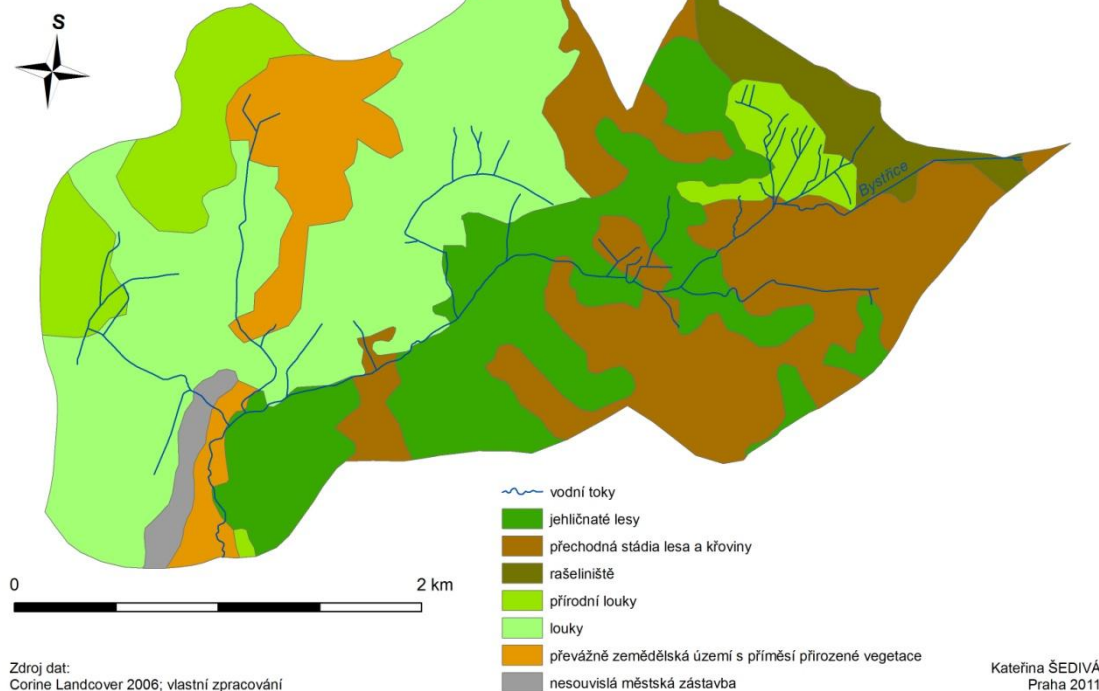 S
Bystřice
vodní toky
jehličnaté lesy
přechodná stádia lesa a křoviny
rašeliniště
přírodní louky
louky
převážně zemědělská území s příměsí přirozené vegetace
nesouvislá městská zástavba
0 2 km
Zdroj dat:
Corine Landcover 2006; vlastní zpracování
Kateřina ŠEDIVÁ
Praha 2011